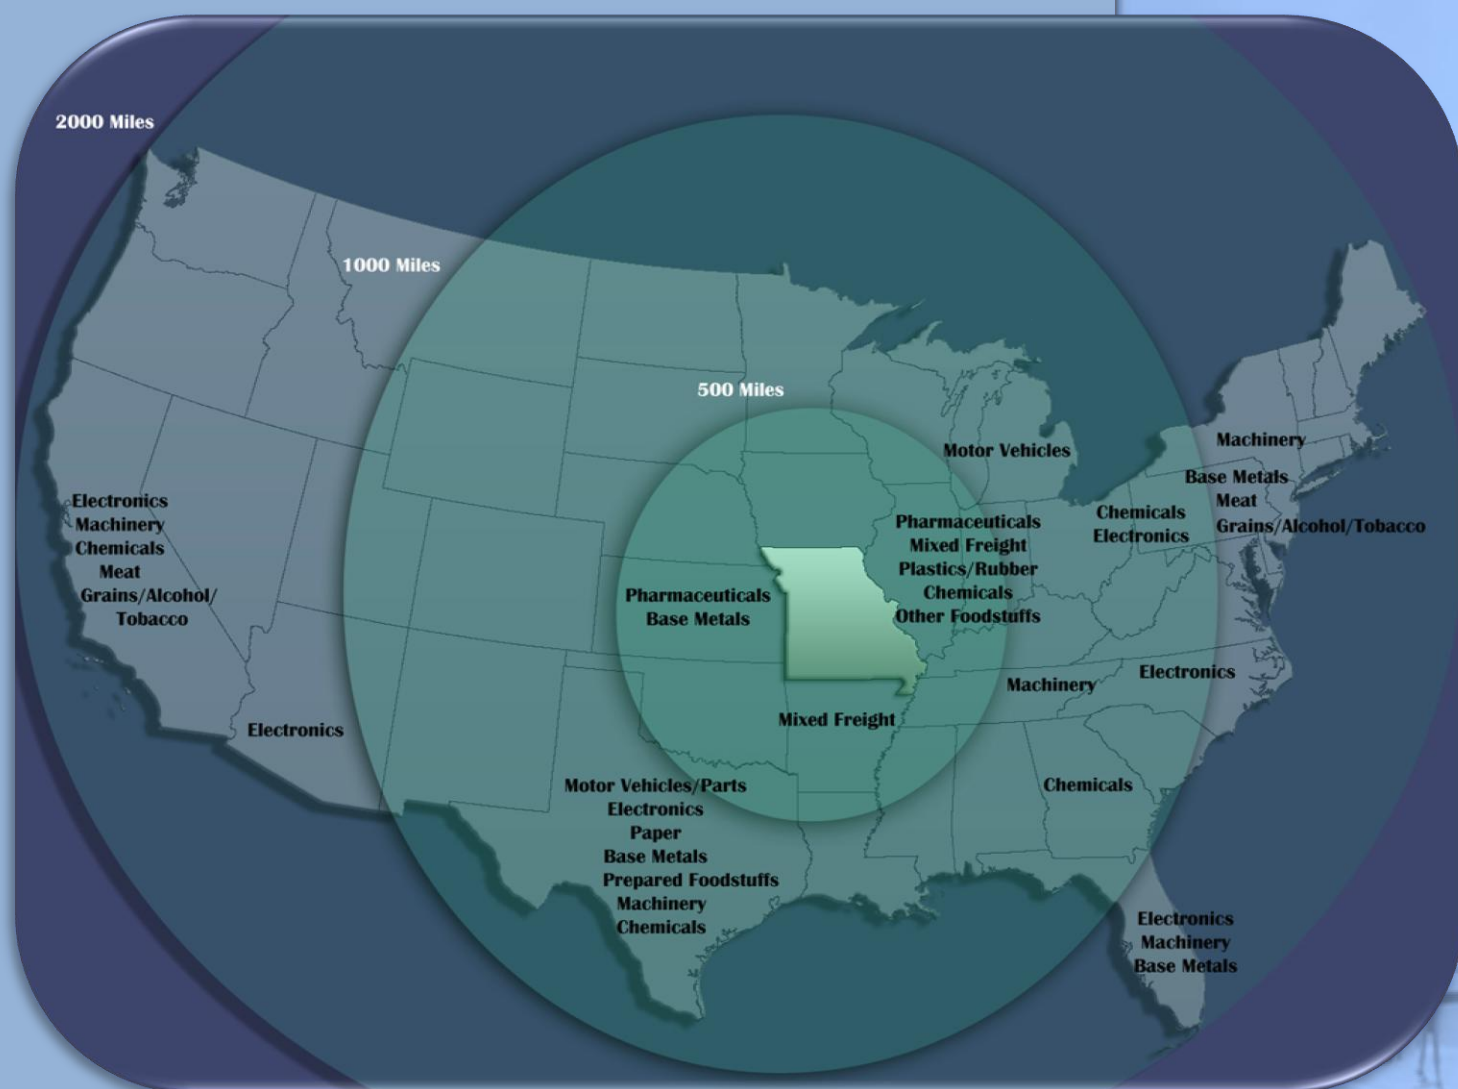 2000 Miles
1000 Miles
500 Miles
Motor Vehicles
Machinery
Base Metals
Meat
Grains/Alcohol/Tobacco
Chemicals
Electronics
Electronics
Machinery
Chemicals
Meat
Grains/Alcohol/
Tobacco
Pharmaceuticals
Mixed Freight
Plastics/Rubber
Chemicals
Other Foodstuffs
Pharmaceuticals
Base Metals
Machinery
Electronics
Mixed Freight
Electronics
Motor Vehicles/Parts
Electronics
Paper
Base Metals
Prepared Foodstuffs
Machinery
Chemicals
Chemicals
Electronics
Machinery
Base Metals